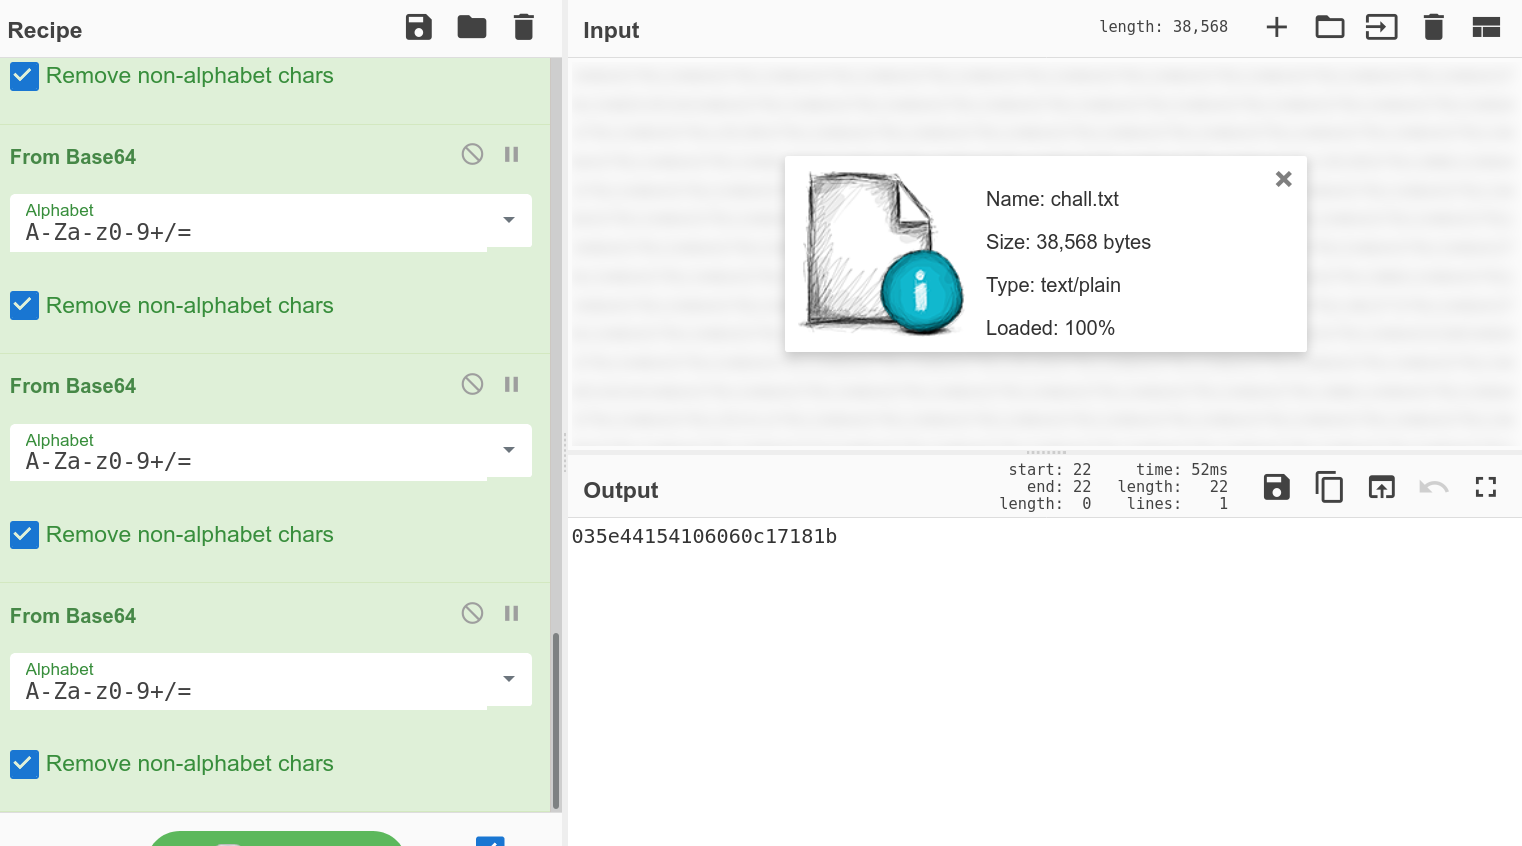 Recipe
Remove non-alphabet chars
From Base64
Alphabet
A-Za-z0-9+/=
Remove non-alphabet chars
From Base64
Alphabet
A-Za-z0-9+/=
Remove non-alphabet chars
From Base64
Alphabet
A-Za-z0-9+/=
Remove non-alphabet chars
Input
length: 38,568
Name: chall.txt
Size: 38,568 bytes
Type: text/plain
Loaded: 100%
Output
start: 22 time: 52ms
end: 22 length: 22
length: 0 lines: 1
035e44154106060c17181b